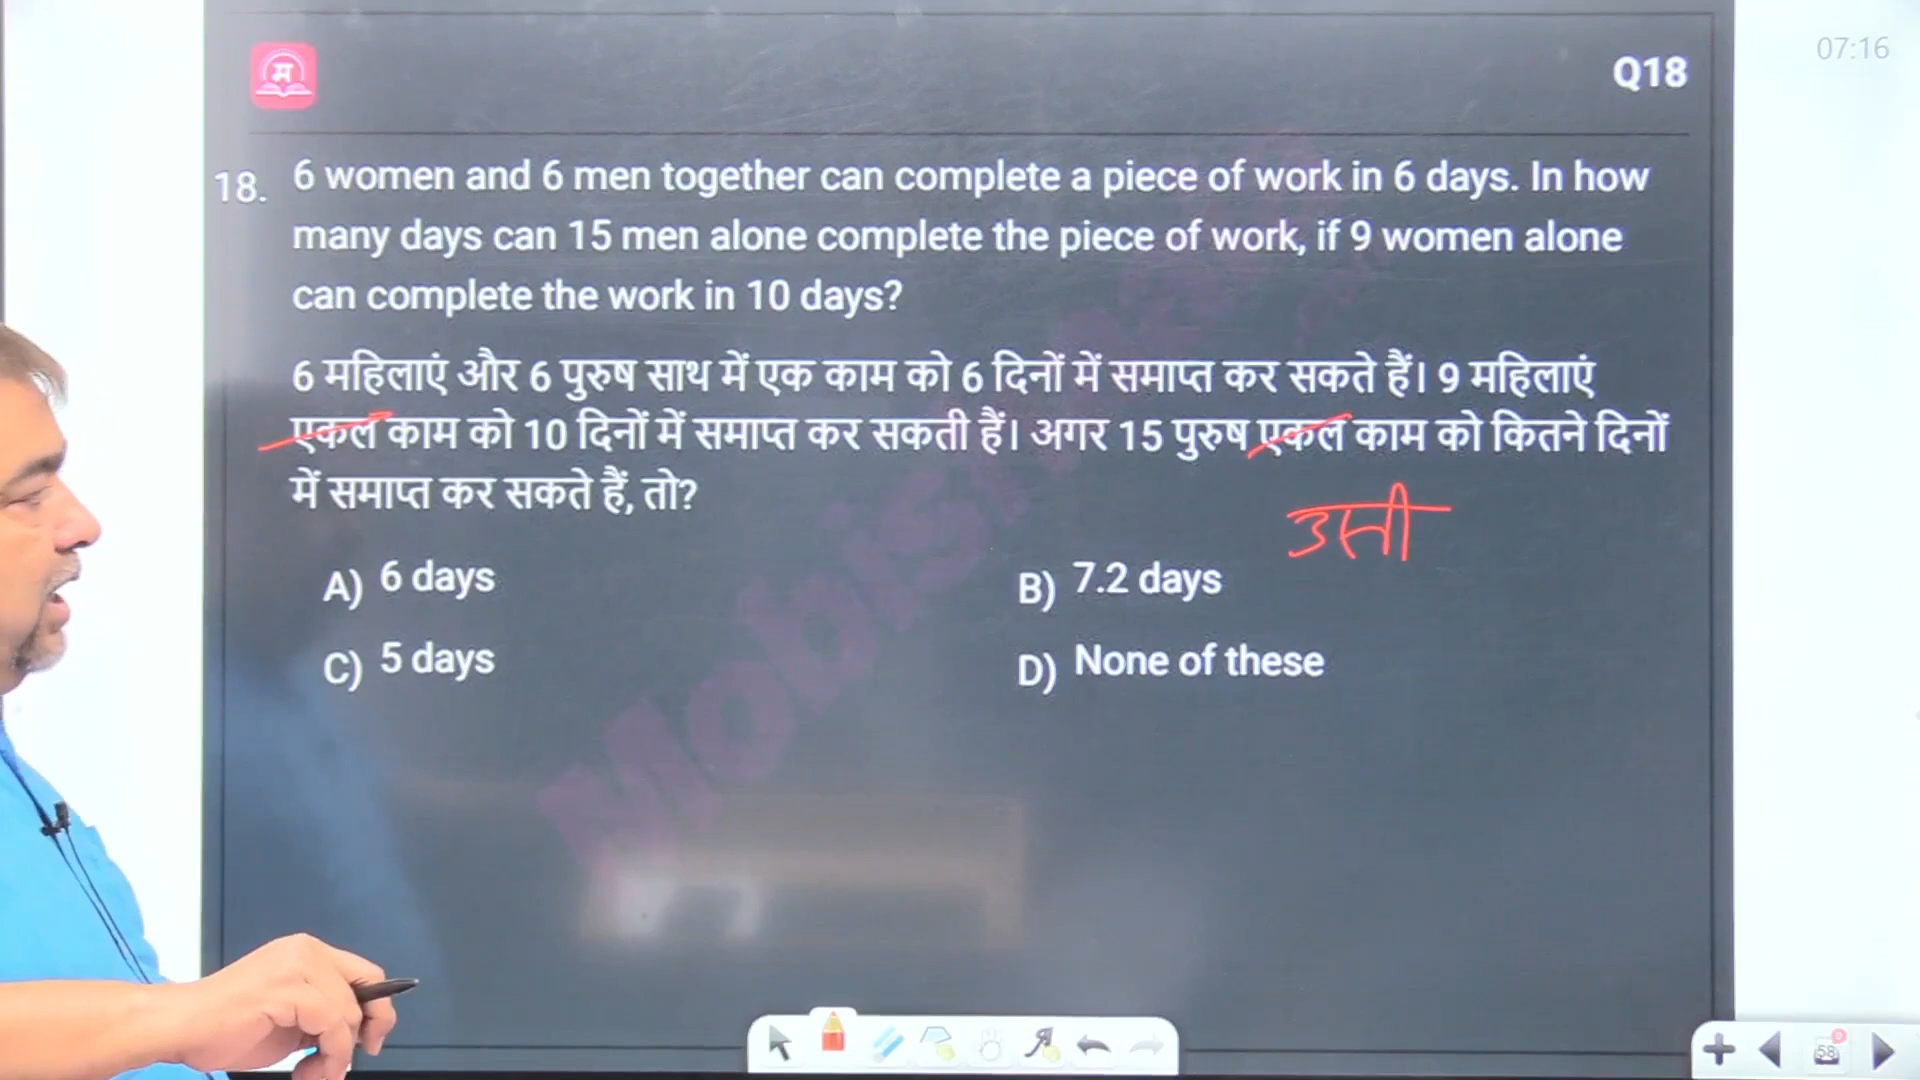 07:16
म
Q18
18. 6 women and 6 men together can complete a piece of work in 6 days. In how
many days can 15 men alone complete the piece of work, if 9 women alone
can complete the work in 10 days?
6 महिलाएं और 6 पुरुष साथ में एक काम को 6 दिनों में समाप्त कर सकते हैं। 9 महिलाएं
एकल काम को 10 दिनों में समाप्त कर सकती हैं। अगर 15 पुरुष एकल काम को कितने दिनों
में समाप्त कर सकते हैं, तो?
उसी
A) 6 days
B) 7.2 days
C) 5 days
D) None of these
58